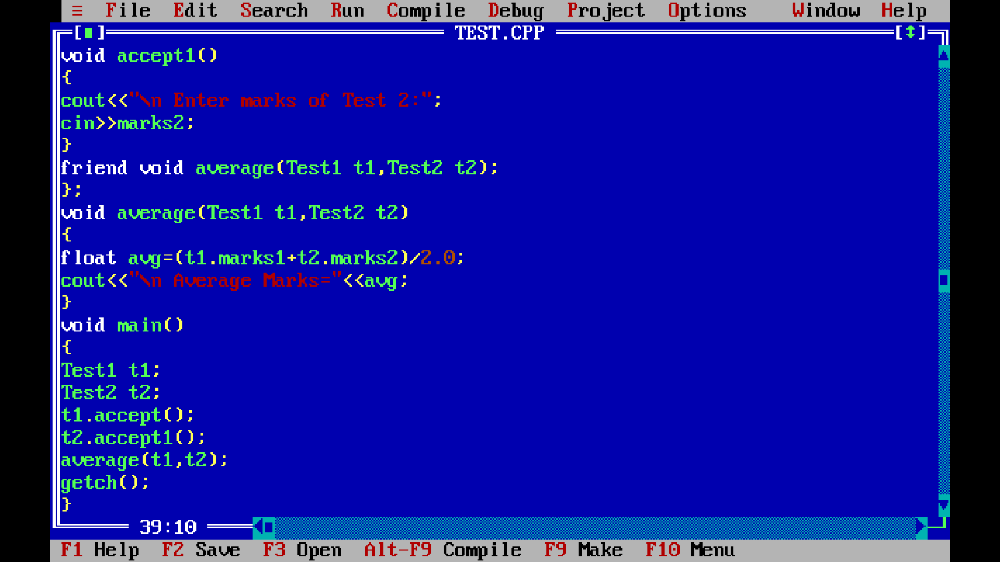 ≡ File Edit Search Run Compile Debug Project Options Window Help
[■] TEST.CPP [↕]
void accept1()
{
cout<<"\n Enter marks of Test 2:";
cin>>marks2;
}
friend void average(Test1 t1,Test2 t2);
};
void average(Test1 t1,Test2 t2)
{
float avg=(t1.marks1+t2.marks2)/2.0;
cout<<"\n Average Marks="<<avg;
}
void main()
{
Test1 t1;
Test2 t2;
t1.accept();
t2.accept1();
average(t1,t2);
getch();
}
39:10
F1 Help F2 Save F3 Open Alt-F9 Compile F9 Make F10 Menu